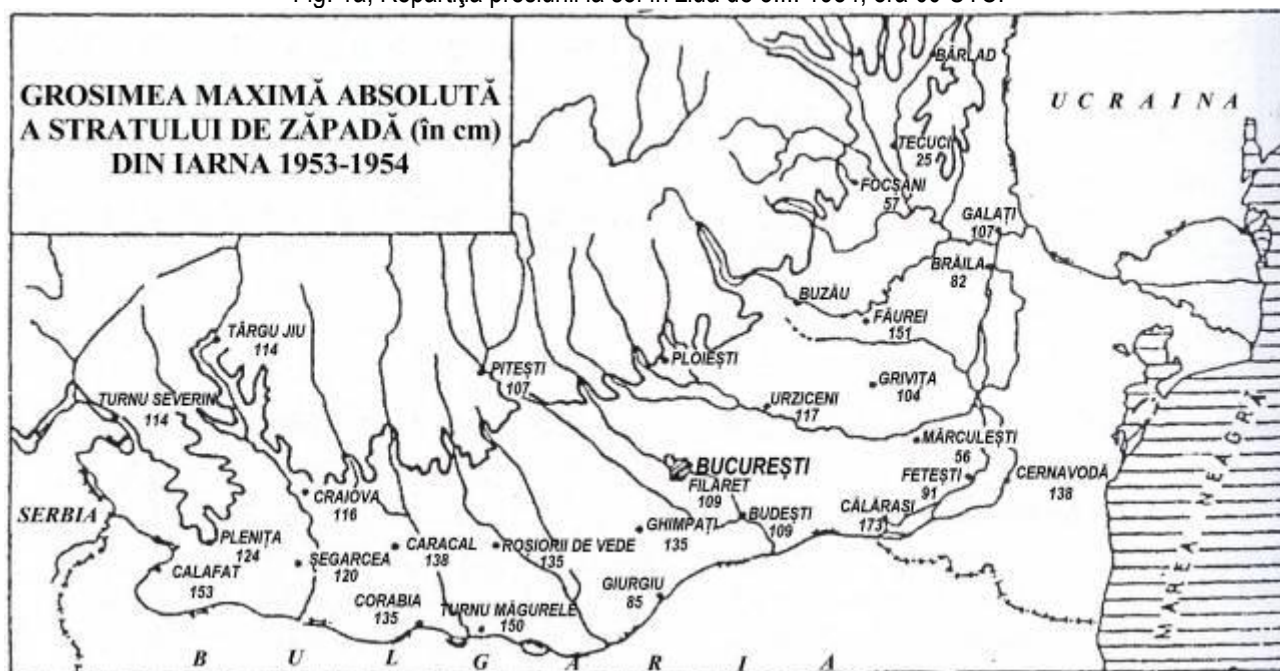 GROSIMEA MAXIMĂ ABSOLUTĂ
A STRATULUI DE ZĂPADĂ (în cm)
DIN IARNA 1953-1954
BÂRLAD
UCRAINA
TECUCI
25
FOCȘANI
57
GALAȚI
107
BRĂILA
82
BUZĂU
FĂUREI
151
TÂRGU JIU
114
PLOIEȘTI
PITEȘTI
107
GRIVIȚA
104
TURNU SEVERIN
114
URZICENI
117
MĂRCULEȘTI
56
BUCUREȘTI
FILARET
109
FETEȘTI
91
CERNAVODĂ
138
CRAIOVA
116
SERBIA
CĂLĂRASI
173
BUDEȘTI
109
GHIMPAȚI
135
PLENIȚA
124
CARACAL
138
ROȘIORII DE VEDE
135
SEGARCEA
120
CALAFAT
153
GIURGIU
85
CORABIA
135
TURNU MĂGURELE
150
MAREA NEAGRĂ
BULGARIA